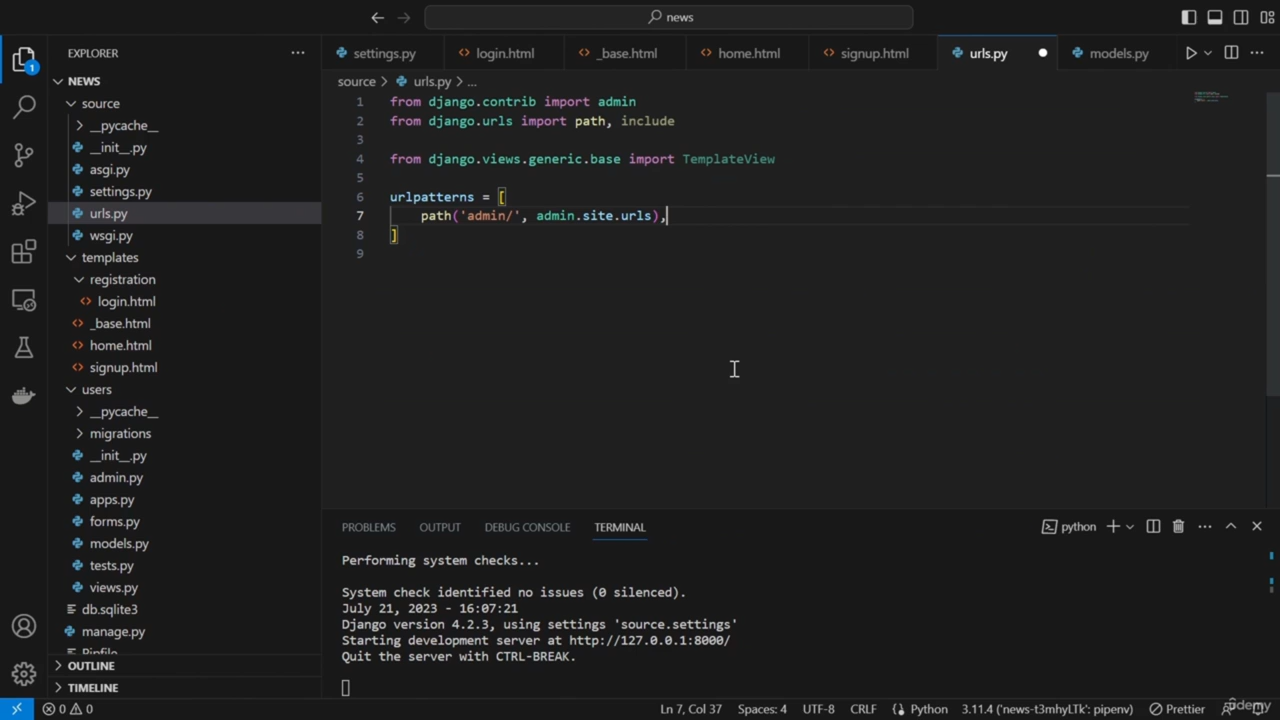 news
EXPLORER
settings.py
login.html
_base.html
home.html
signup.html
urls.py
models.py
NEWS
source > urls.py > ...
source
__pycache__
__init__.py
asgi.py
settings.py
urls.py
wsgi.py
templates
registration
login.html
_base.html
home.html
signup.html
users
__pycache__
migrations
__init__.py
admin.py
apps.py
forms.py
models.py
tests.py
views.py
db.sqlite3
manage.py
Pipfile
OUTLINE
TIMELINE
1 from django.contrib import admin
2 from django.urls import path, include
3
4 from django.views.generic.base import TemplateView
5
6 urlpatterns = [
7 path('admin/', admin.site.urls),
8 ]
9
PROBLEMS OUTPUT DEBUG CONSOLE TERMINAL
python
Performing system checks...
System check identified no issues (0 silenced).
July 21, 2023 - 16:07:21
Django version 4.2.3, using settings 'source.settings'
Starting development server at http://127.0.0.1:8000/
Quit the server with CTRL-BREAK.
1
0 0
Ln 7, Col 37 Spaces: 4 UTF-8 CRLF Python 3.11.4 ('news-t3mhyLTk': pipenv) Prettier
Udemy